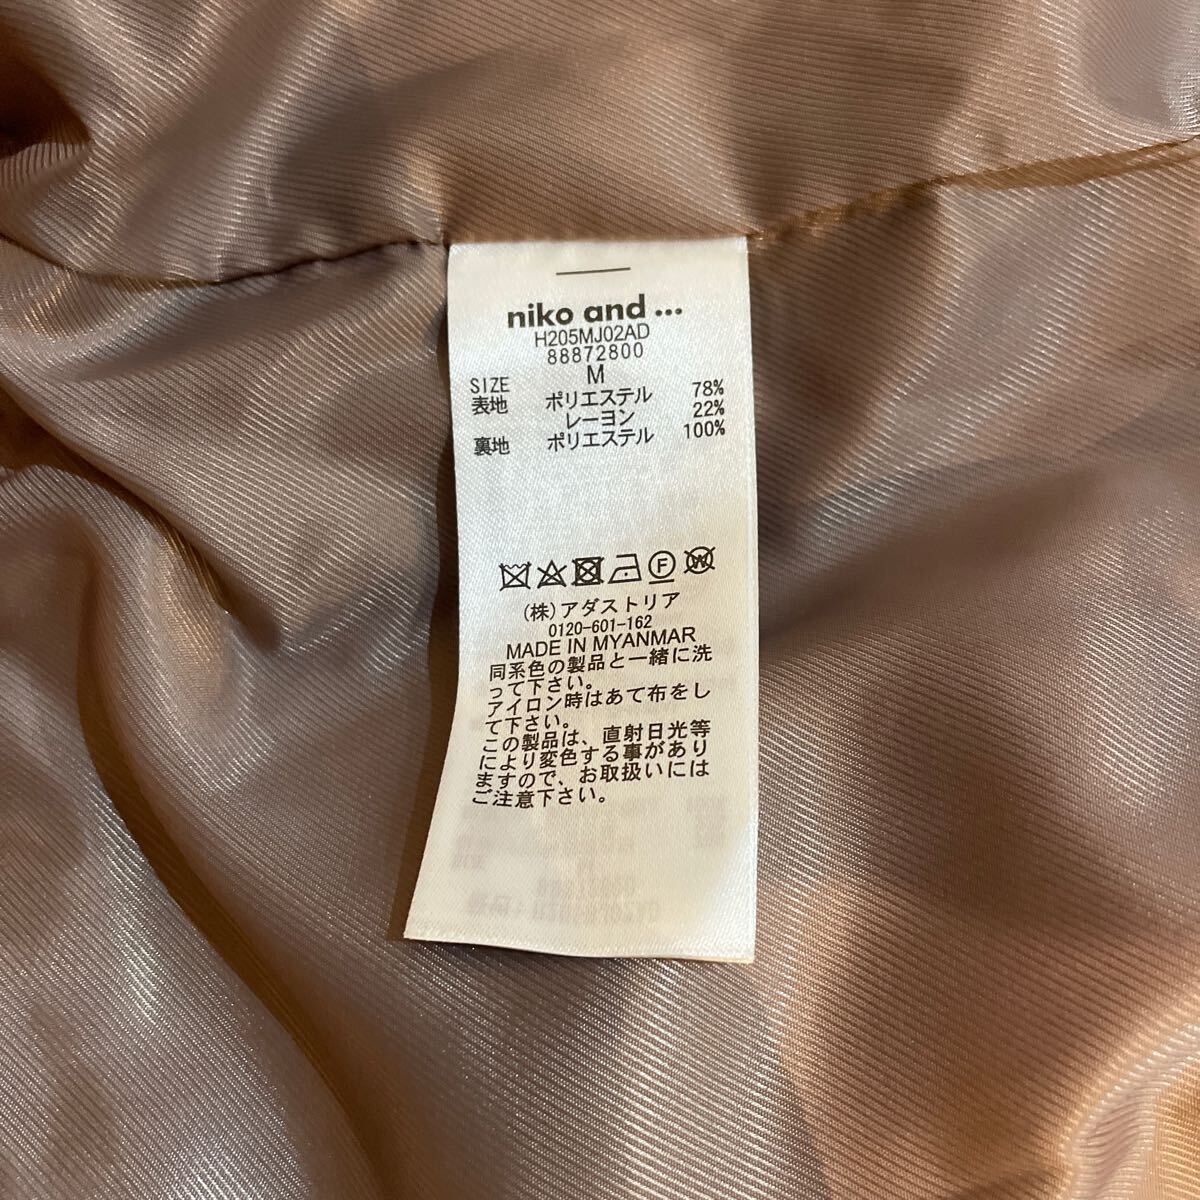 niko and ...
H205MJ02AD
88872800
SIZE M
表地 ポリエステル 78%
レーヨン 22%
裏地 ポリエステル 100%
F W
(株)アダストリア
0120-601-162
MADE IN MYANMAR
同系色の製品と一緒に洗
って下さい。
アイロン時はあて布をし
て下さい。
この製品は、直射日光等
により変色する事があり
ますので、お取扱いには
ご注意下さい。